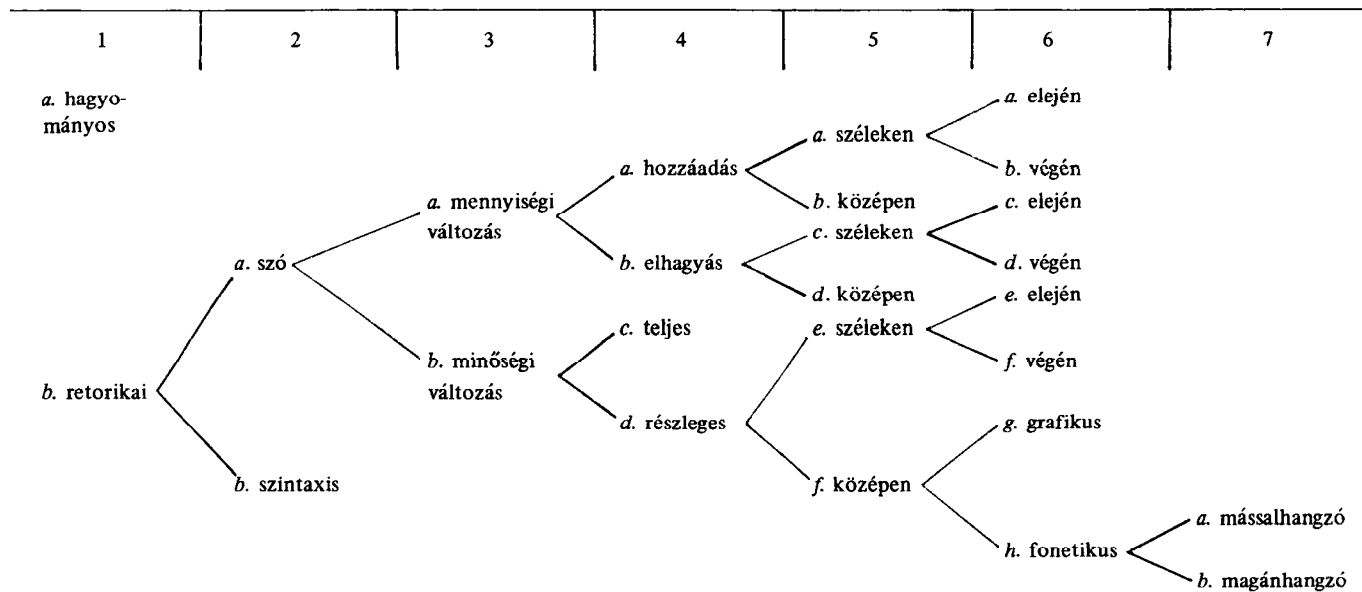 1 2 3 4 5 6 7
a. hagyo-
mányos
a. elején
a. széleken
a. hozzáadás
b. végén
b. középen
c. elején
a. mennyiségi
változás
c. széleken
b. elhagyás
d. végén
a. szó
d. középen
e. elején
c. teljes
e. széleken
b. minőségi
változás
f. végén
b. retorikai
d. részleges
g. grafikus
b. szintaxis
f. középen
a. mássalhangzó
h. fonetikus
b. magánhangzó